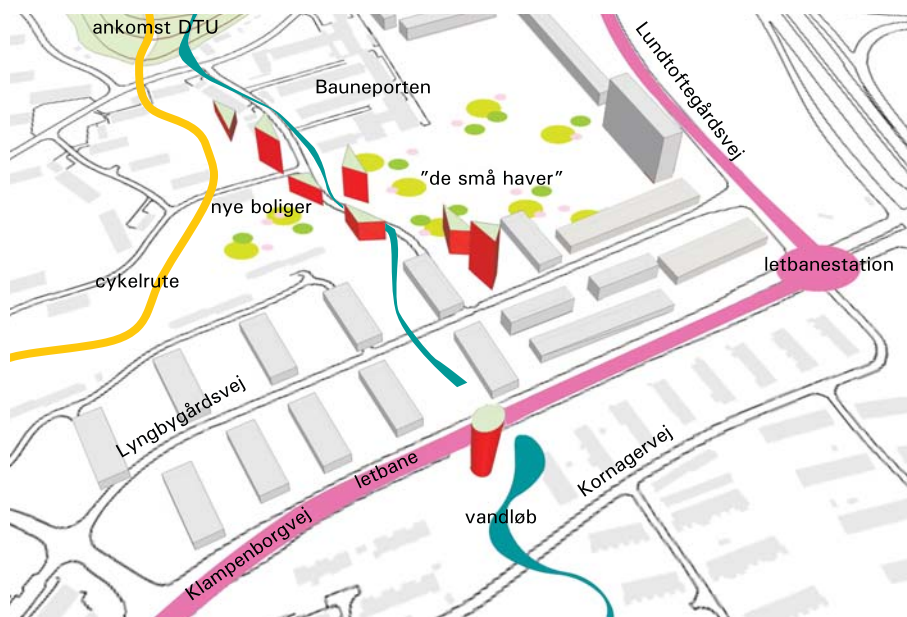 ankomst DTU
Lundtoftegårdsvej
Bauneporten
"de små haver"
nye boliger
letbanestation
cykelrute
Lyngbygårdsvej
letbane
Kornagervej
vandløb
Klampenborgvej